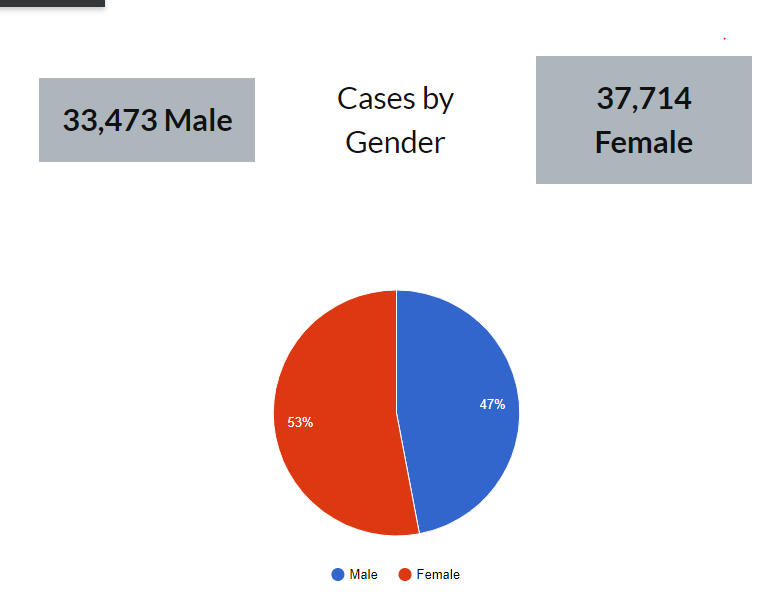 33,473 Male
Cases by
Gender
37,714
Female
53%
47%
Male
Female